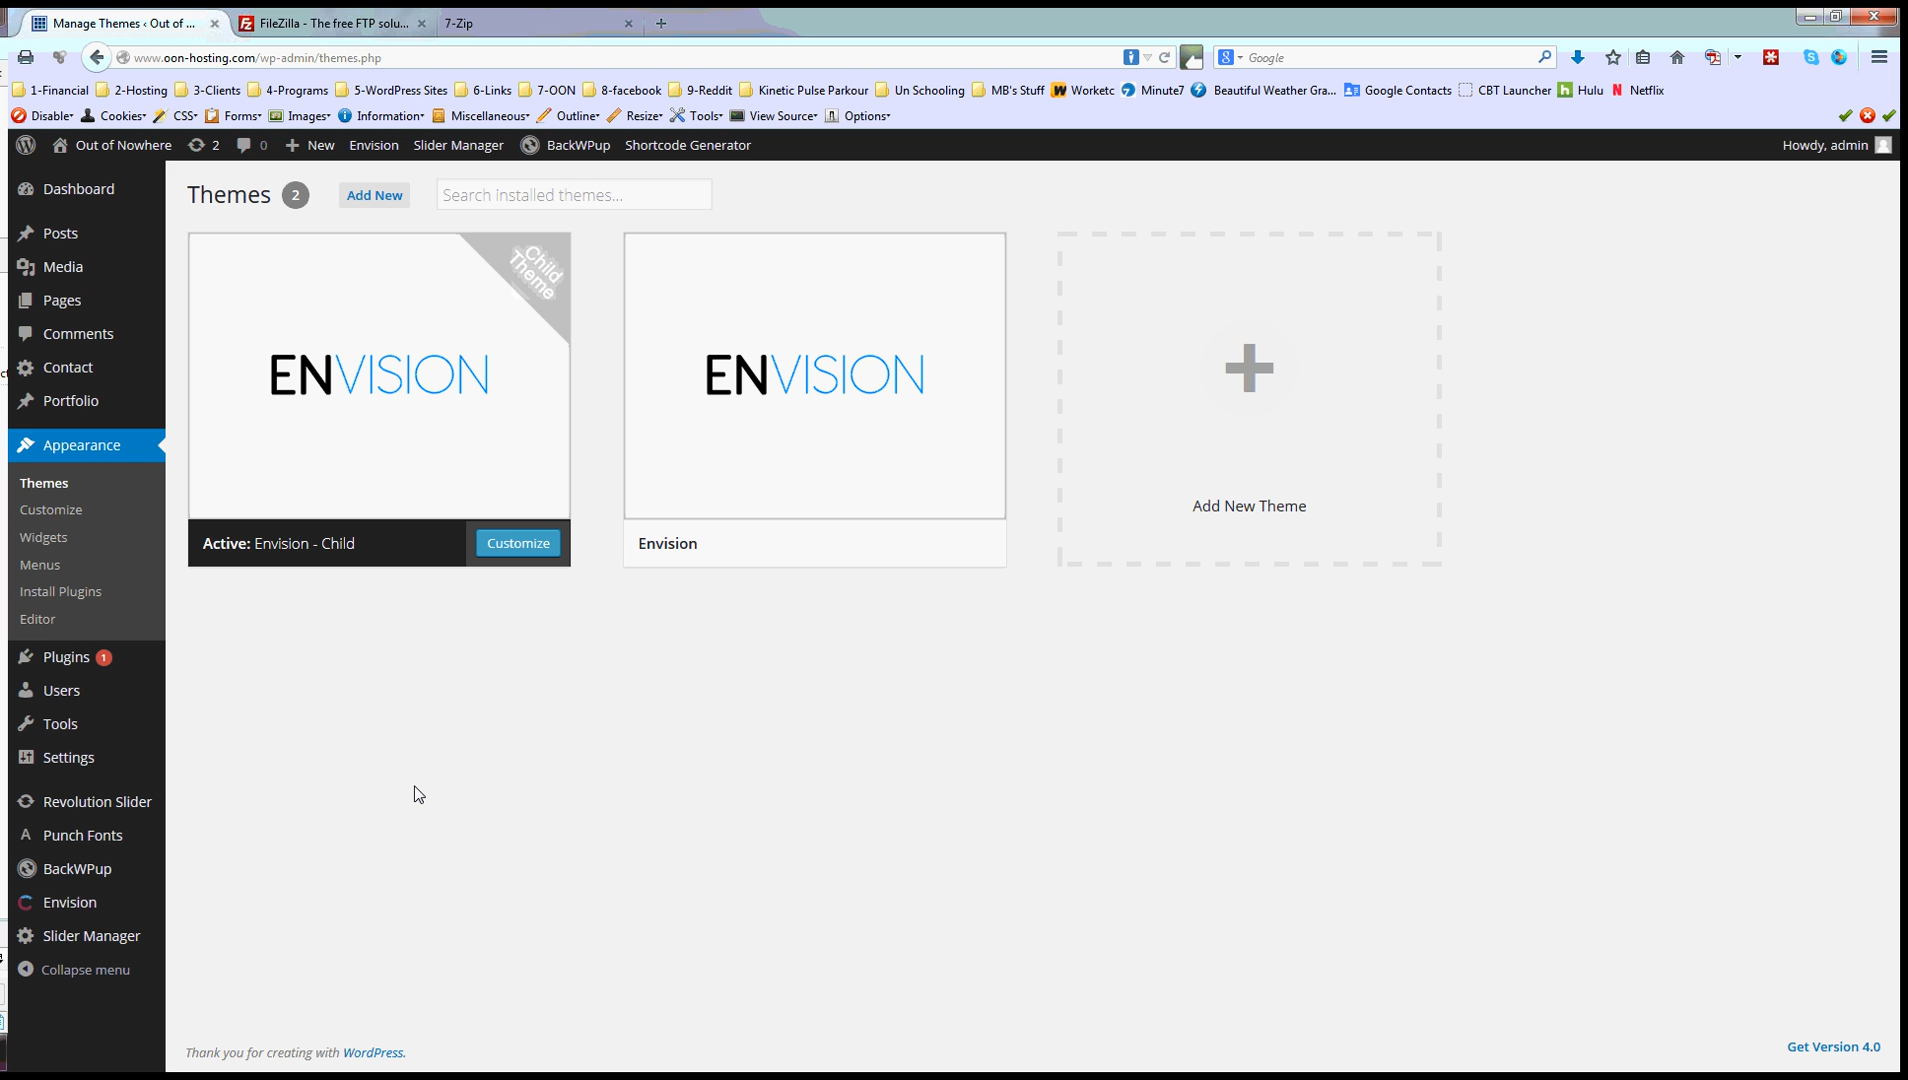 Manage Themes ‹ Out of ...
FileZilla - The free FTP solu...
7-Zip
www.oon-hosting.com/wp-admin/themes.php
Google
1-Financial 2-Hosting 3-Clients 4-Programs 5-WordPress Sites 6-Links 7-OON 8-facebook 9-Reddit Kinetic Pulse Parkour Un Schooling MB's Stuff Worketc Minute7 Beautiful Weather Gra... Google Contacts CBT Launcher Hulu Netflix
Disable Cookies CSS Forms Images Information Miscellaneous Outline Resize Tools View Source Options
Out of Nowhere 2 0 New Envision Slider Manager BackWPup Shortcode Generator Howdy, admin
Dashboard
Posts
Media
Pages
Comments
Contact
Portfolio
Appearance
Themes
Customize
Widgets
Menus
Install Plugins
Editor
Plugins 1
Users
Tools
Settings
Revolution Slider
Punch Fonts
BackWPup
Envision
Slider Manager
Collapse menu
Themes 2 Add New Search installed themes...
Child
Theme
ENVISION
Active: Envision - Child Customize
ENVISION
Envision
Add New Theme
Thank you for creating with WordPress.
Get Version 4.0